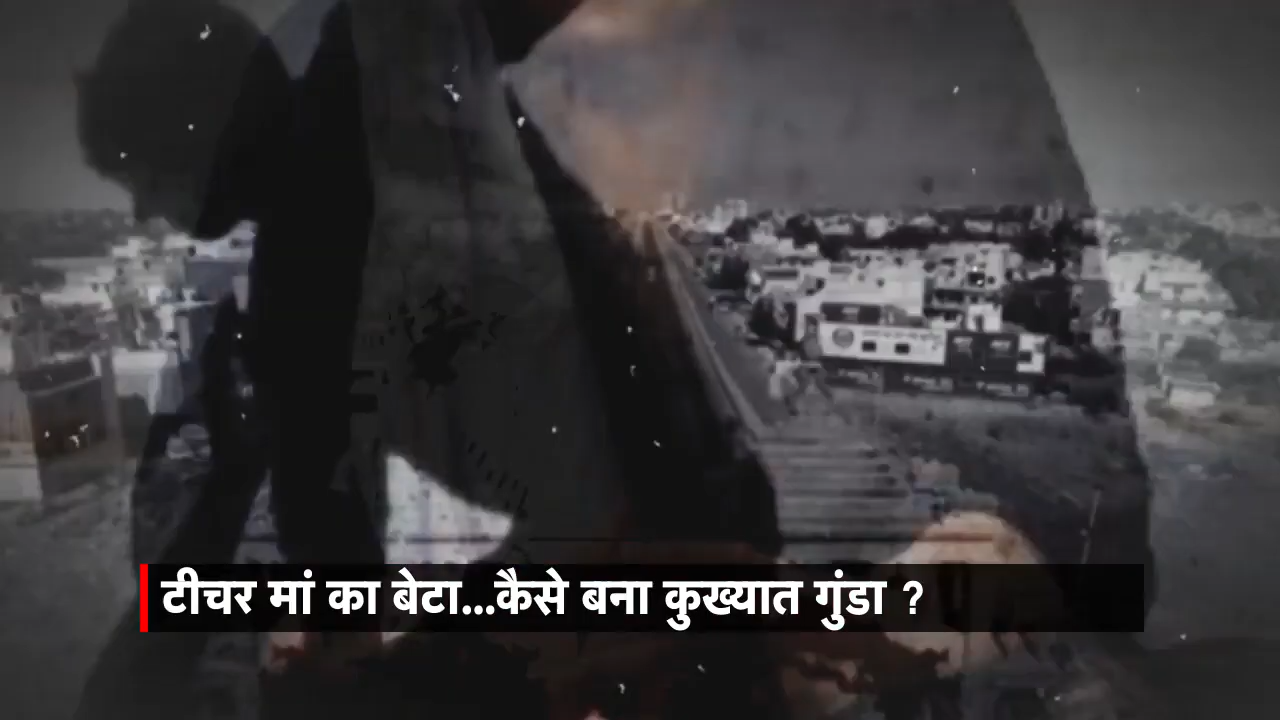 टीचर मां का बेटा...कैसे बना कुख्यात गुंडा ?